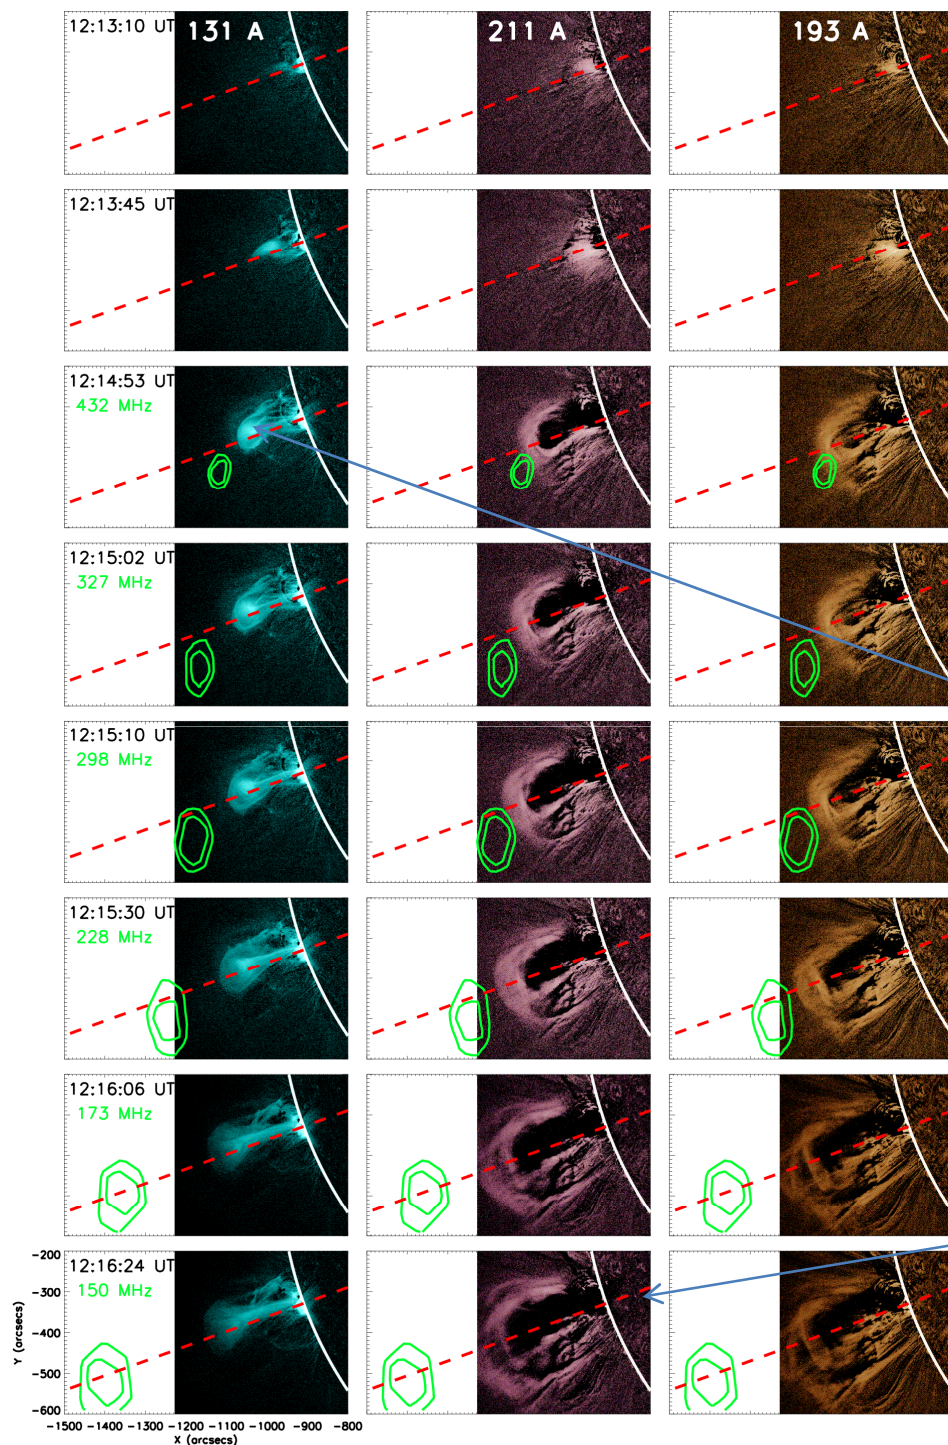 12:13:10 UT
131 A
211 A
193 A
12:13:45 UT
12:14:53 UT
432 MHz
12:15:02 UT
327 MHz
12:15:10 UT
298 MHz
12:15:30 UT
228 MHz
12:16:06 UT
173 MHz
12:16:24 UT
150 MHz
-200
-300
-400
-500
-600
Y (arcsecs)
-1500 -1400 -1300 -1200 -1100 -1000 -900 -800
X (arcsecs)